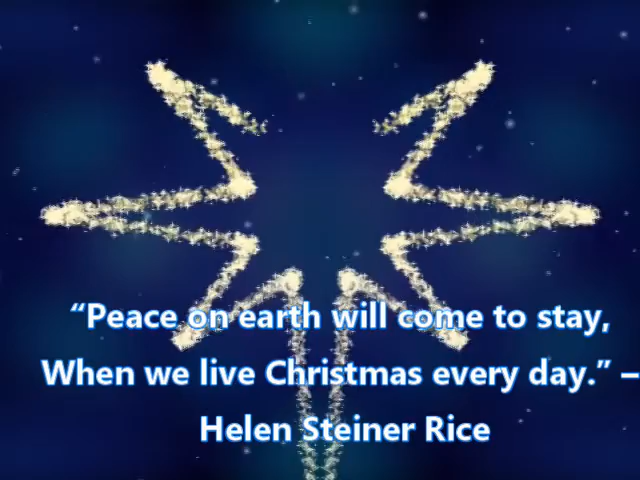 “Peace on earth will come to stay,
When we live Christmas every day.” –
Helen Steiner Rice